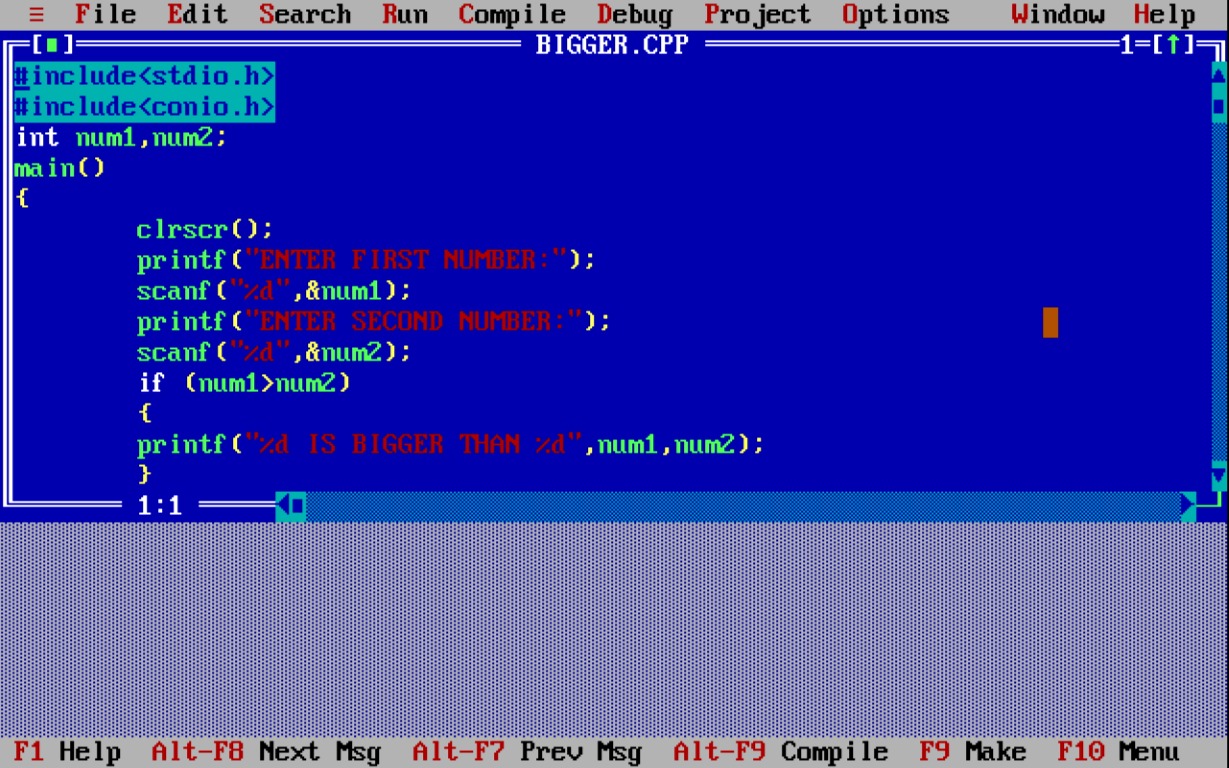 ≡ File Edit Search Run Compile Debug Project Options Window Help
[■] BIGGER.CPP 1=[↑]
#include<stdio.h>
#include<conio.h>
int num1,num2;
main()
{
clrscr();
printf("ENTER FIRST NUMBER:");
scanf("%d",&num1);
printf("ENTER SECOND NUMBER:");
scanf("%d",&num2);
if (num1>num2)
{
printf("%d IS BIGGER THAN %d",num1,num2);
}
1:1
F1 Help Alt-F8 Next Msg Alt-F7 Prev Msg Alt-F9 Compile F9 Make F10 Menu